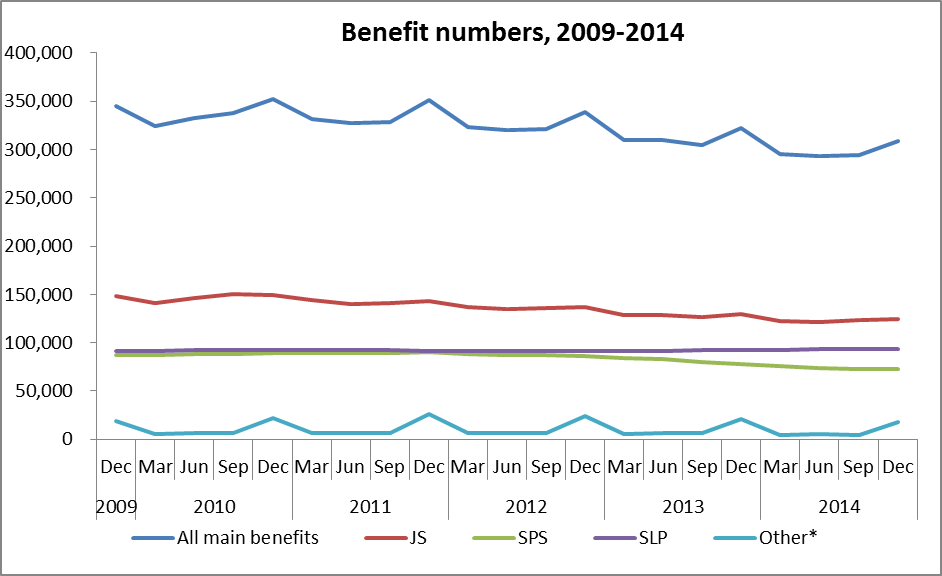 Benefit numbers, 2009-2014
400,000
350,000
300,000
250,000
200,000
150,000
100,000
50,000
0
Dec Mar Jun Sep Dec Mar Jun Sep Dec Mar Jun Sep Dec Mar Jun Sep Dec Mar Jun Sep Dec
2009 2010 2011 2012 2013 2014
All main benefits JS SPS SLP Other*